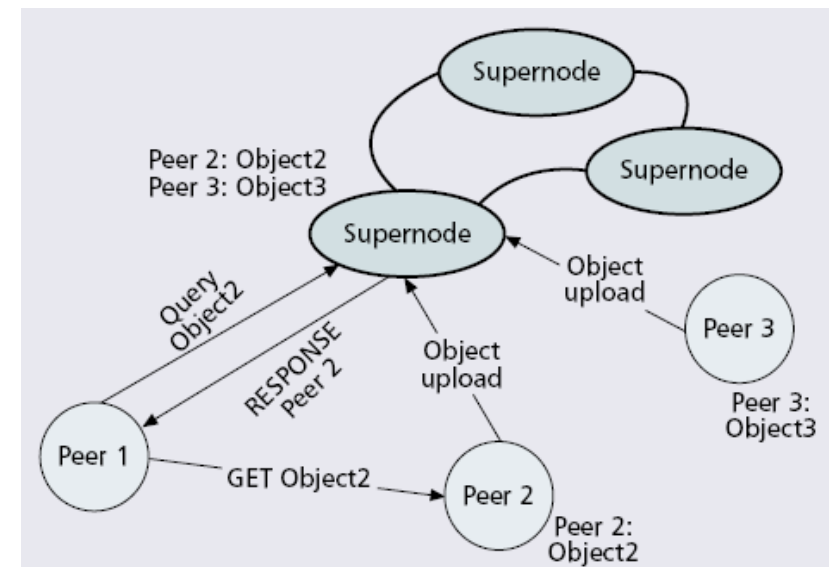 Supernode
Supernode
Peer 2: Object2
Peer 3: Object3
Supernode
Object
upload
Query
Object2
Peer 3
RESPONSE
Peer 2
Object
upload
Peer 3:
Object3
Peer 1
GET Object2
Peer 2
Peer 2:
Object2